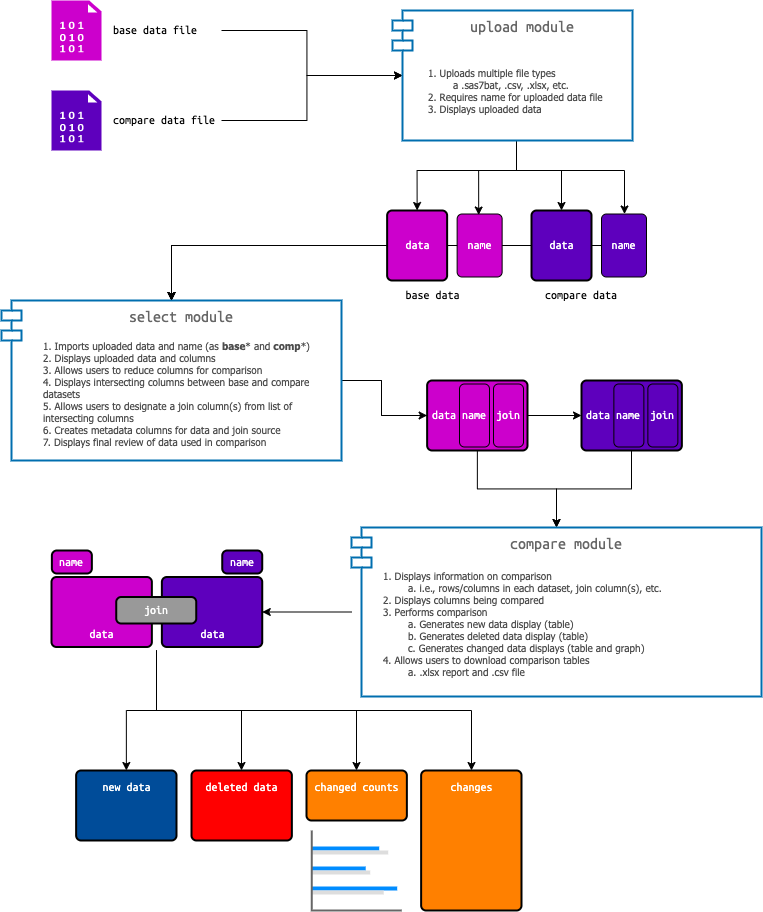 101
010
101
base data file
101
010
101
compare data file
upload module
1. Uploads multiple file types
a .sas7bat, .csv, .xlsx, etc.
2. Requires name for uploaded data file
3. Displays uploaded data
data
name
data
name
base data
compare data
select module
1. Imports uploaded data and name (as base* and comp*)
2. Displays uploaded data and columns
3. Allows users to reduce columns for comparison
4. Displays intersecting columns between base and compare
datasets
5. Allows users to designate a join column(s) from list of
intersecting columns
6. Creates metadata columns for data and join source
7. Displays final review of data used in comparison
data name join
data name join
compare module
1. Displays information on comparison
a. i.e., rows/columns in each dataset, join column(s), etc.
2. Displays columns being compared
3. Performs comparison
a. Generates new data display (table)
b. Generates deleted data display (table)
c. Generates changed data displays (table and graph)
4. Allows users to download comparison tables
a. .xlsx report and .csv file
name
name
join
data
data
new data
deleted data
changed counts
changes